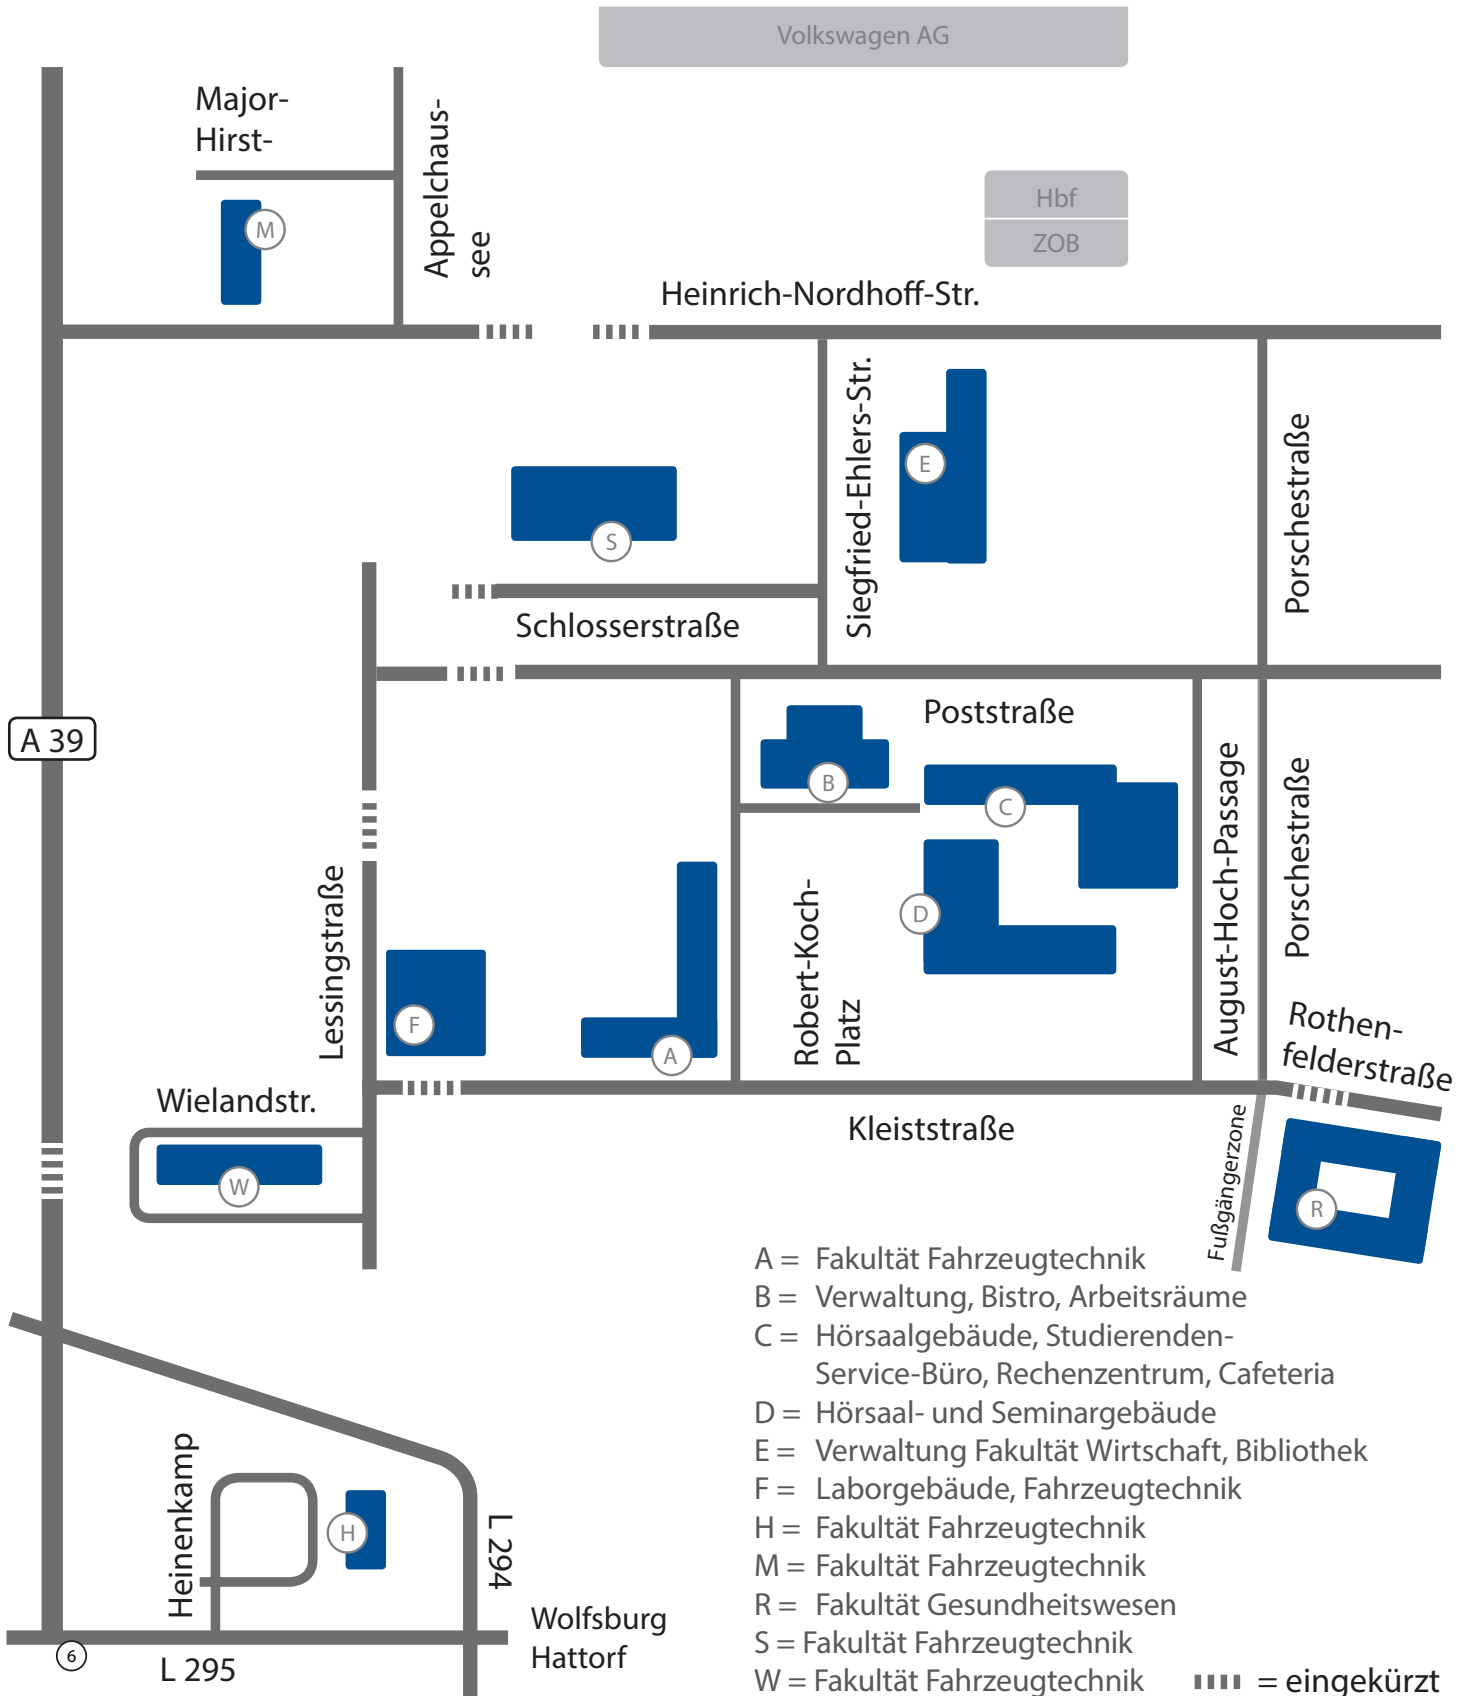 Volkswagen AG
Major-
Hirst-
Appelchaus-
see
M
Hbf
ZOB
Heinrich-Nordhoff-Str.
Siegfried-Ehlers-Str.
E
Porschestraße
S
Schlosserstraße
A 39
Poststraße
B
C
D
Lessingstraße
Robert-Koch-
Platz
August-Hoch-Passage
Porschestraße
F
A
Rothen-
felderstraße
Wielandstr.
Kleiststraße
W
Fußgängerzone
R
A = Fakultät Fahrzeugtechnik
B = Verwaltung, Bistro, Arbeitsräume
C = Hörsaalgebäude, Studierenden-
Service-Büro, Rechenzentrum, Cafeteria
D = Hörsaal- und Seminargebäude
E = Verwaltung Fakultät Wirtschaft, Bibliothek
F = Laborgebäude, Fahrzeugtechnik
H = Fakultät Fahrzeugtechnik
M = Fakultät Fahrzeugtechnik
R = Fakultät Gesundheitswesen
S = Fakultät Fahrzeugtechnik
W = Fakultät Fahrzeugtechnik
= eingekürzt
Heinenkamp
H
L 294
Wolfsburg
Hattorf
6
L 295